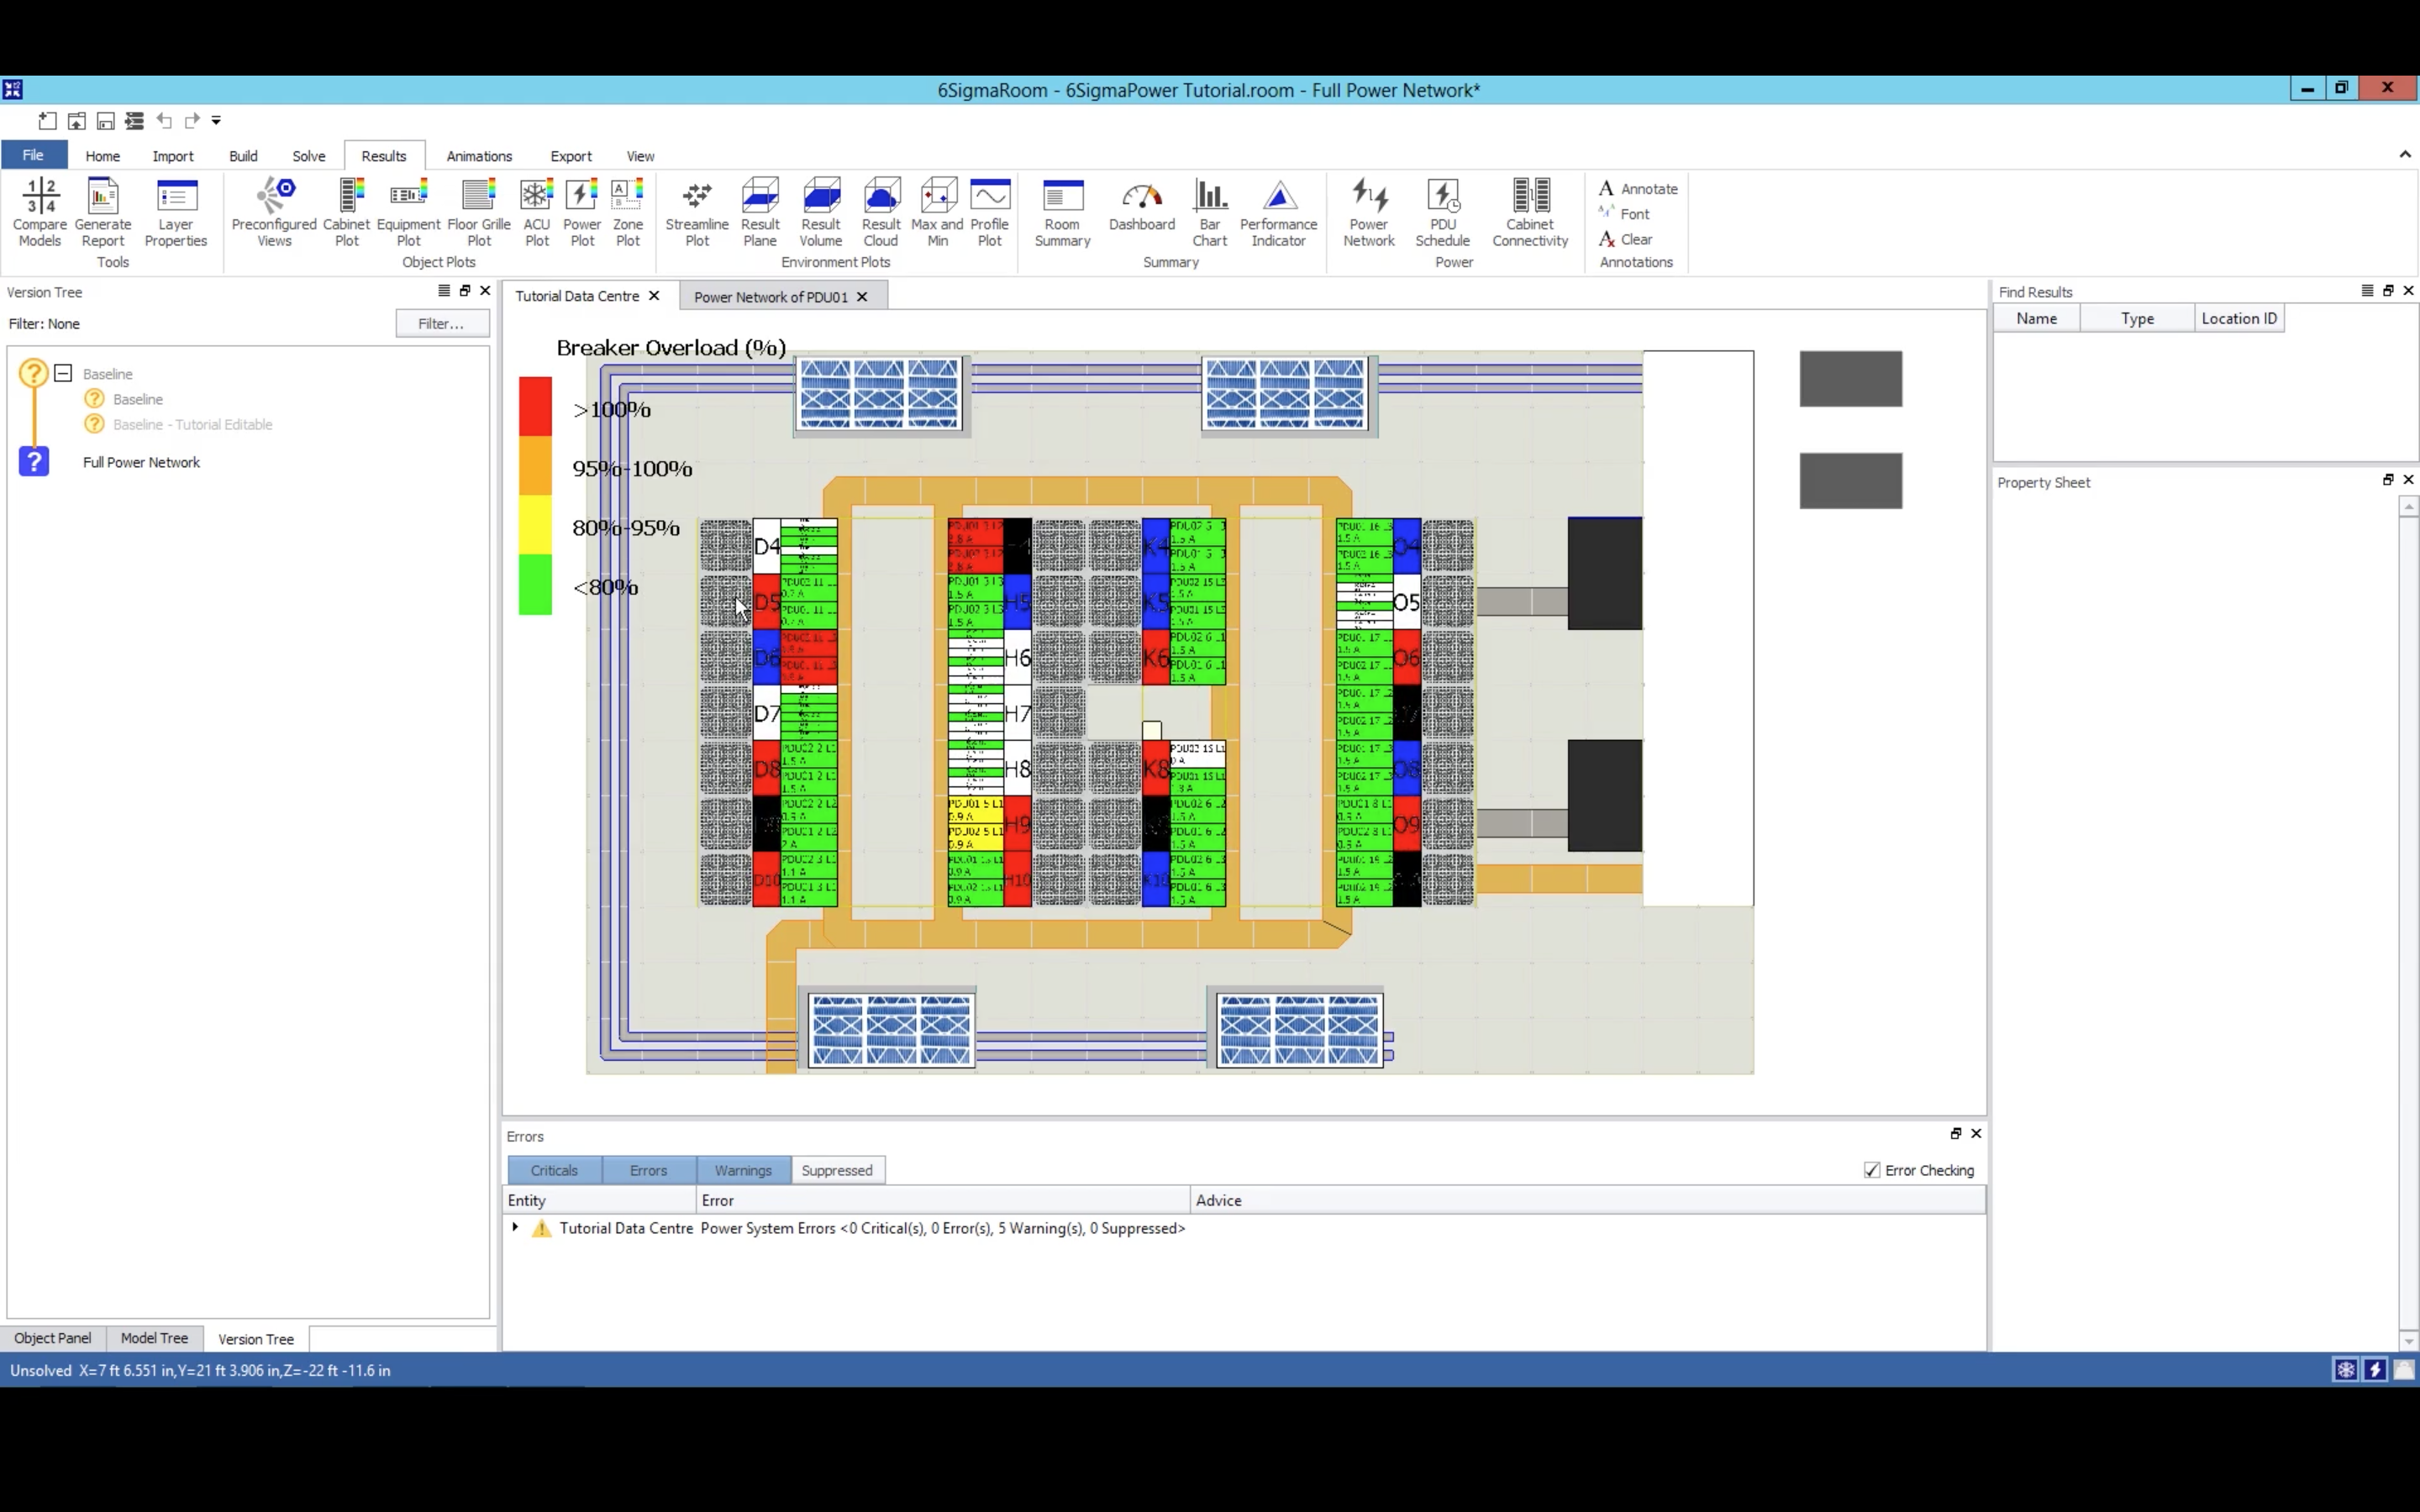 6SigmaRoom - 6SigmaPower Tutorial.room - Full Power Network*
File Home Import Build Solve Results Animations Export View
Compare Models
Generate Report
Layer Properties
Tools
Preconfigured Views
Cabinet Plot
Equipment Plot
Floor Grille Plot
ACU Plot
Power Plot
Zone Plot
Object Plots
Streamline Plot
Result Plane
Result Volume
Result Cloud
Max and Min
Profile Plot
Environment Plots
Room Summary
Dashboard
Bar Chart
Performance Indicator
Summary
Power Network
PDU Schedule
Cabinet Connectivity
Power
Annotate
Font
Clear
Annotations
Version Tree
Filter: None
Filter...
Baseline
Baseline
Baseline - Tutorial Editable
Full Power Network
Object Panel Model Tree Version Tree
Tutorial Data Centre
Power Network of PDU01
Breaker Overload (%)
>100%
95%-100%
80%-95%
<80%
D4
D5
D6
D7
D8
D10
H5
H6
H7
H8
H9
H10
K4
K5
K6
K8
K10
O4
O5
O6
O8
O9
Errors
Criticals Errors Warnings Suppressed
Error Checking
Entity Error Advice
Tutorial Data Centre Power System Errors <0 Critical(s), 0 Error(s), 5 Warning(s), 0 Suppressed>
Find Results
Name Type Location ID
Property Sheet
Unsolved X=7 ft 6.551 in,Y=21 ft 3.906 in,Z=-22 ft -11.6 in